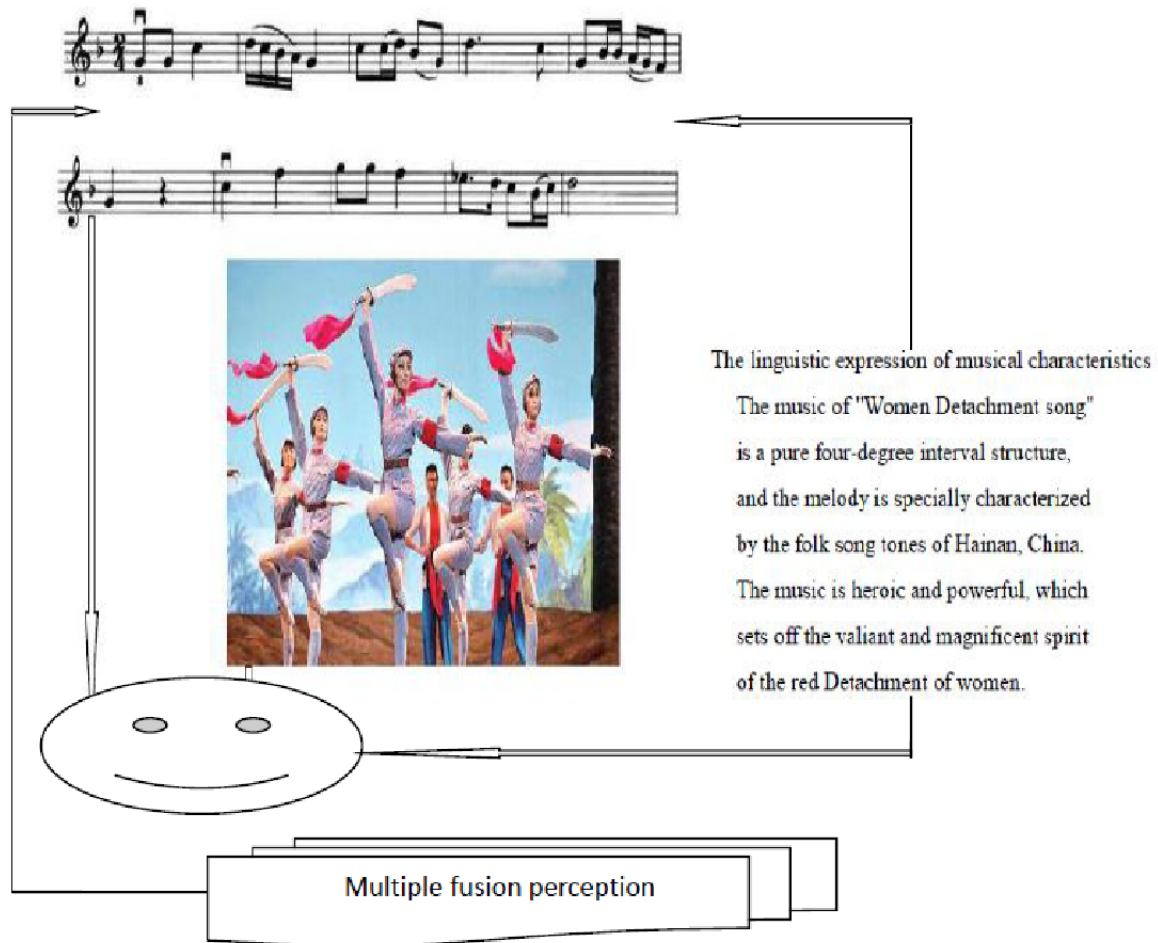 2
4
The linguistic expression of musical characteristics
The music of "Women Detachment song"
is a pure four-degree interval structure,
and the melody is specially characterized
by the folk song tones of Hainan, China.
The music is heroic and powerful, which
sets off the valiant and magnificent spirit
of the red Detachment of women.
Multiple fusion perception